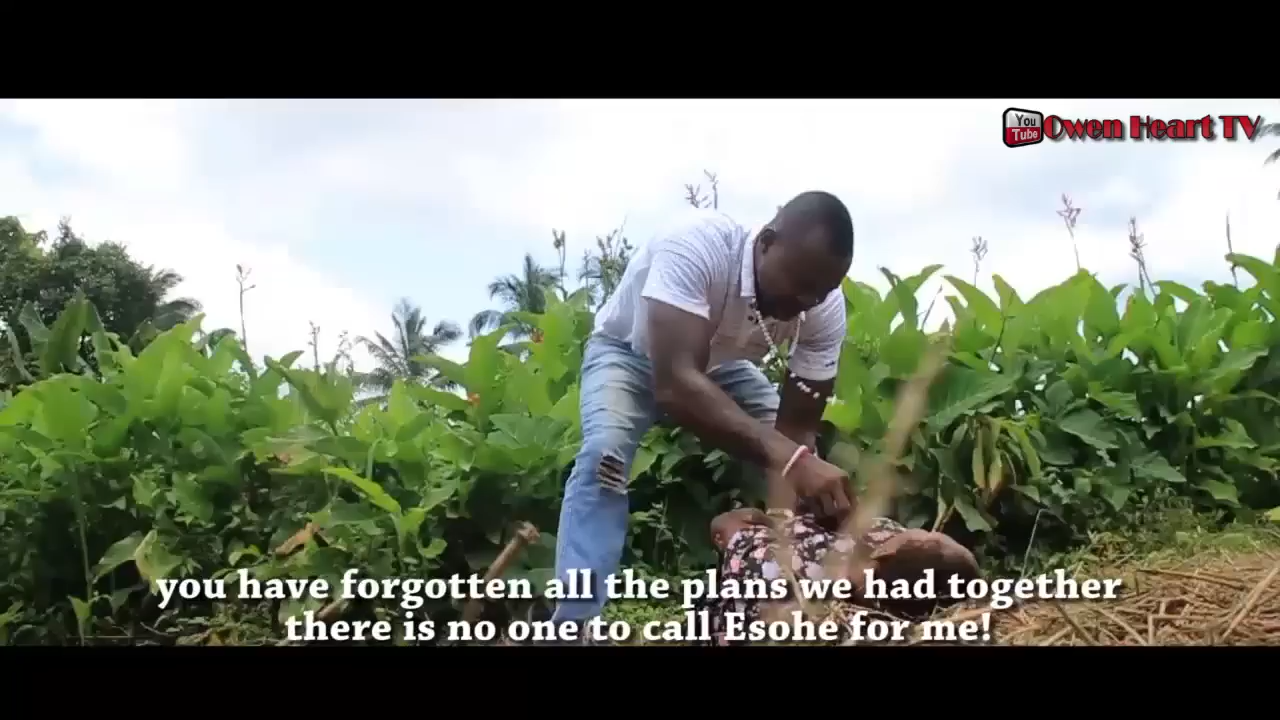 You
Tube
Owen Heart TV
you have forgotten all the plans we had together
there is no one to call Esohe for me!